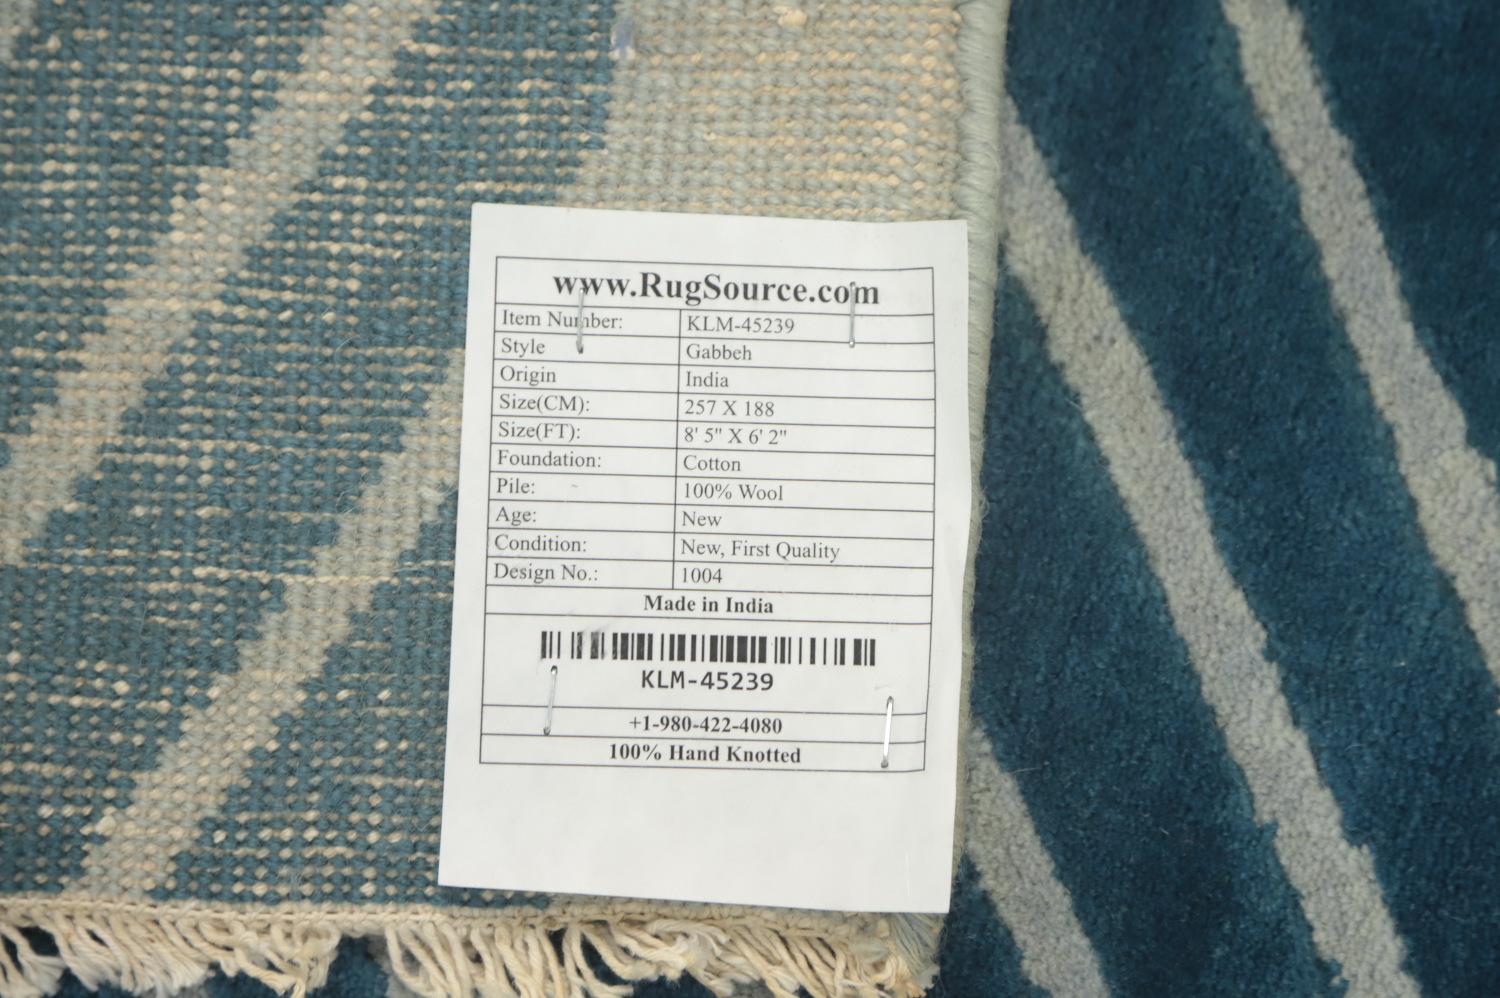 www.RugSource.com
Item Number: KLM-45239
Style Gabbeh
Origin India
Size(CM): 257 X 188
Size(FT): 8' 5" X 6' 2"
Foundation: Cotton
Pile: 100% Wool
Age: New
Condition: New, First Quality
Design No.: 1004
Made in India
KLM-45239
+1-980-422-4080
100% Hand Knotted